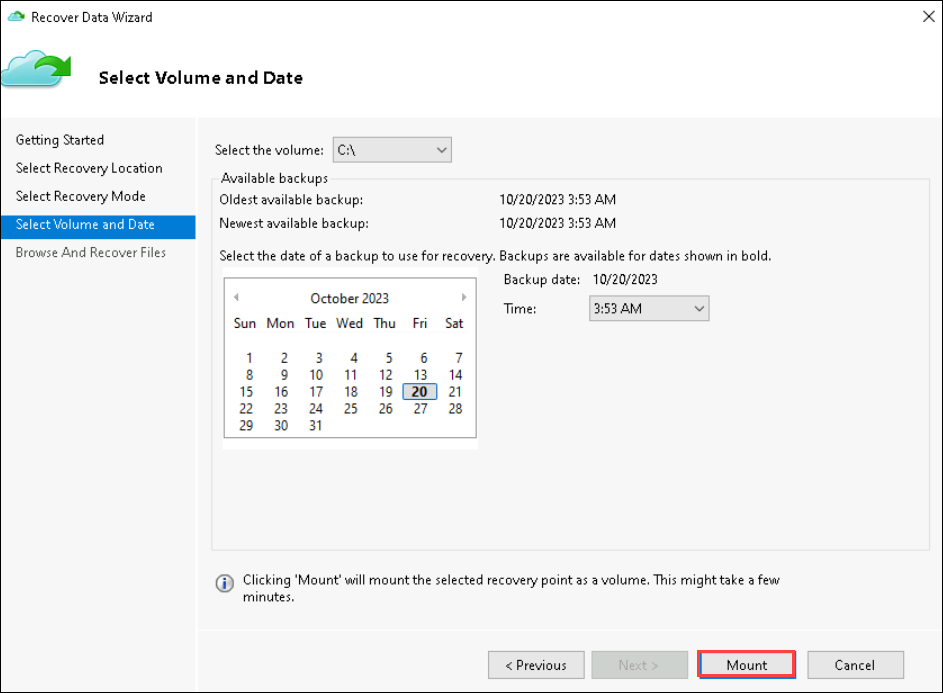 Recover Data Wizard
Select Volume and Date
Getting Started
Select Recovery Location
Select Recovery Mode
Select Volume and Date
Browse And Recover Files
Select the volume: C:\
Available backups
Oldest available backup: 10/20/2023 3:53 AM
Newest available backup: 10/20/2023 3:53 AM
Select the date of a backup to use for recovery. Backups are available for dates shown in bold.
October 2023
Sun Mon Tue Wed Thu Fri Sat
1 2 3 4 5 6 7
8 9 10 11 12 13 14
15 16 17 18 19 20 21
22 23 24 25 26 27 28
29 30 31
Backup date: 10/20/2023
Time: 3:53 AM
Clicking 'Mount' will mount the selected recovery point as a volume. This might take a few
minutes.
< Previous Next > Mount Cancel